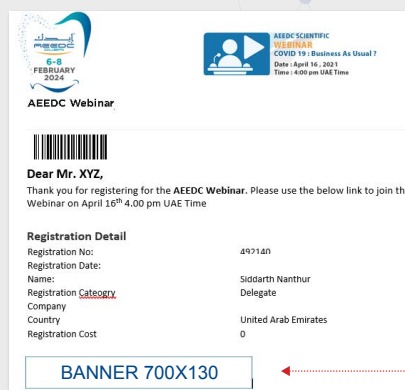 AEEDC
DUBAI
6-8
FEBRUARY
2024
AEEDC SCIENTIFIC
WEBINAR
COVID 19 : Business As Usual ?
Date : April 16 , 2021
Time : 4:00 pm UAE Time
AEEDC Webinar
Dear Mr. XYZ,
Thank you for registering for the AEEDC Webinar. Please use the below link to join th
Webinar on April 16th 4.00 pm UAE Time
Registration Detail
Registration No: 492140
Registration Date:
Name: Siddarth Nanthur
Registration Cateogry Delegate
Company
Country United Arab Emirates
Registration Cost 0
BANNER 700X130